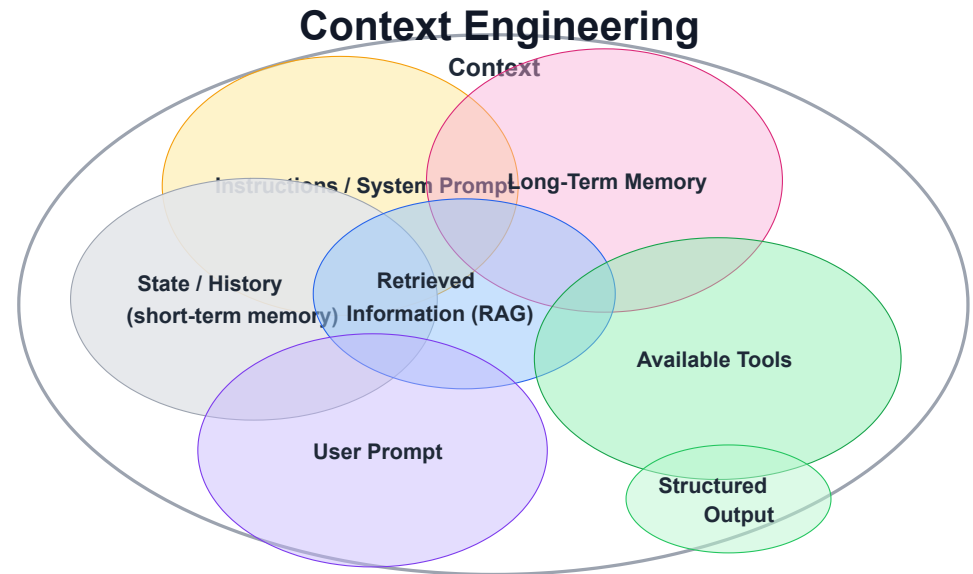 Context Engineering
Context
Instructions / System Prompt
Long-Term Memory
State / History
(short-term memory)
Retrieved
Information (RAG)
Available Tools
User Prompt
Structured
Output